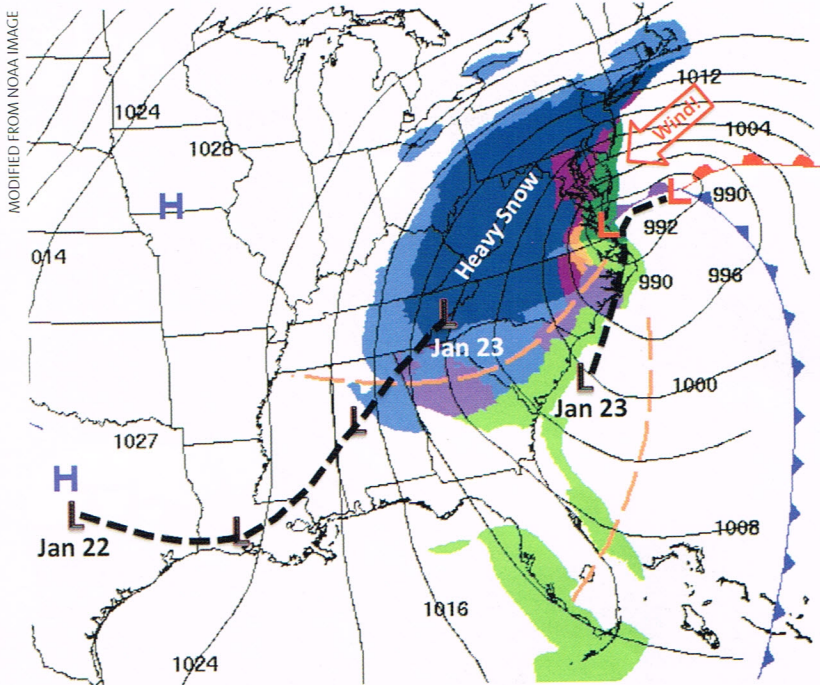 MODIFIED FROM NOAA IMAGE
1012
1024
Wind!
1004
1028
H
L
990
L
992
Heavy Snow
014
990
996
L
Jan 23
L
1000
Jan 23
L
1027
H
L
L
1008
Jan 22
1016
1024